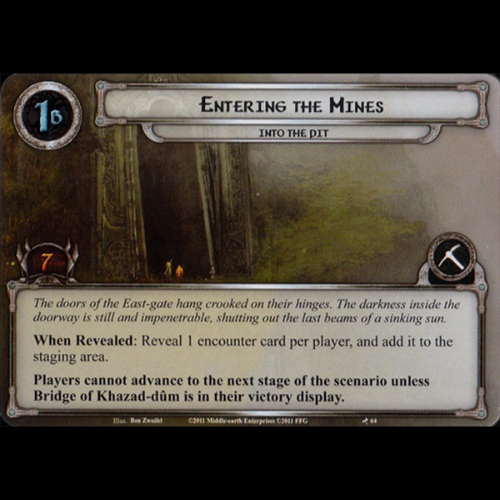 1B
ENTERING THE MINES
INTO THE PIT
7
The doors of the East-gate hang crooked on their hinges. The darkness inside the
doorway is still and impenetrable, shutting out the last beams of a sinking sun.
When Revealed: Reveal 1 encounter card per player, and add it to the
staging area.
Players cannot advance to the next stage of the scenario unless
Bridge of Khazad-dûm is in their victory display.
Illus. Ben Zweifel ©2011 Middle-earth Enterprises ©2011 FFG 64